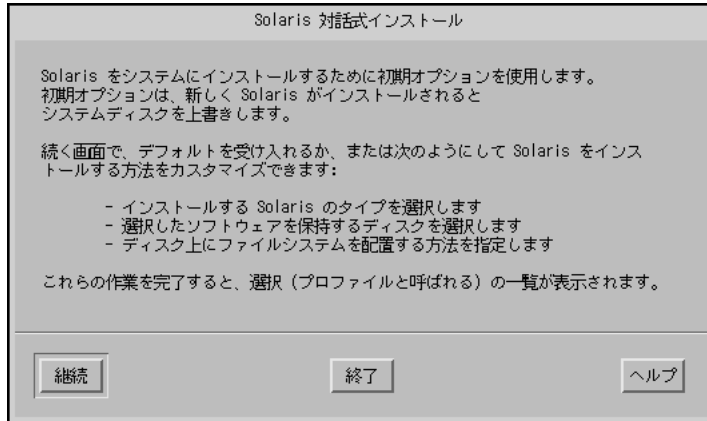 Solaris 対話式インストール
Solaris をシステムにインストールするために初期オプションを使用します。
初期オプションは、新しく Solaris がインストールされると
システムディスクを上書きします。
続く画面で、デフォルトを受け入れるか、または次のようにして Solaris をインス
トールする方法をカスタマイズできます:
- インストールする Solaris のタイプを選択します
- 選択したソフトウェアを保持するディスクを選択します
- ディスク上にファイルシステムを配置する方法を指定します
これらの作業を完了すると、選択（プロファイルと呼ばれる）の一覧が表示されます。
継続
終了
ヘルプ